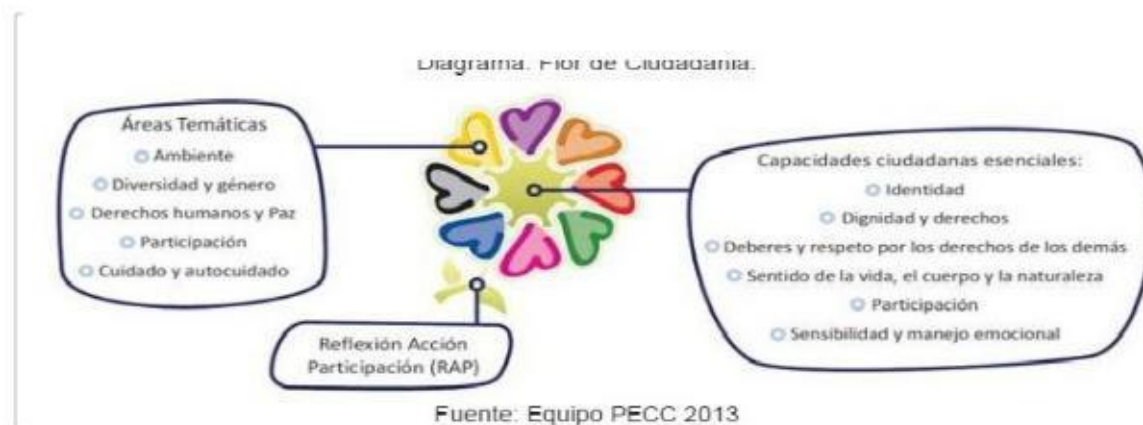 Diagrama. Flor de Ciudadanía.
Áreas Temáticas
Ambiente
Diversidad y género
Derechos humanos y Paz
Participación
Cuidado y autocuidado
Reflexión Acción
Participación (RAP)
Capacidades ciudadanas esenciales:
Identidad
Dignidad y derechos
Deberes y respeto por los derechos de los demás
Sentido de la vida, el cuerpo y la naturaleza
Participación
Sensibilidad y manejo emocional
Fuente: Equipo PECC 2013